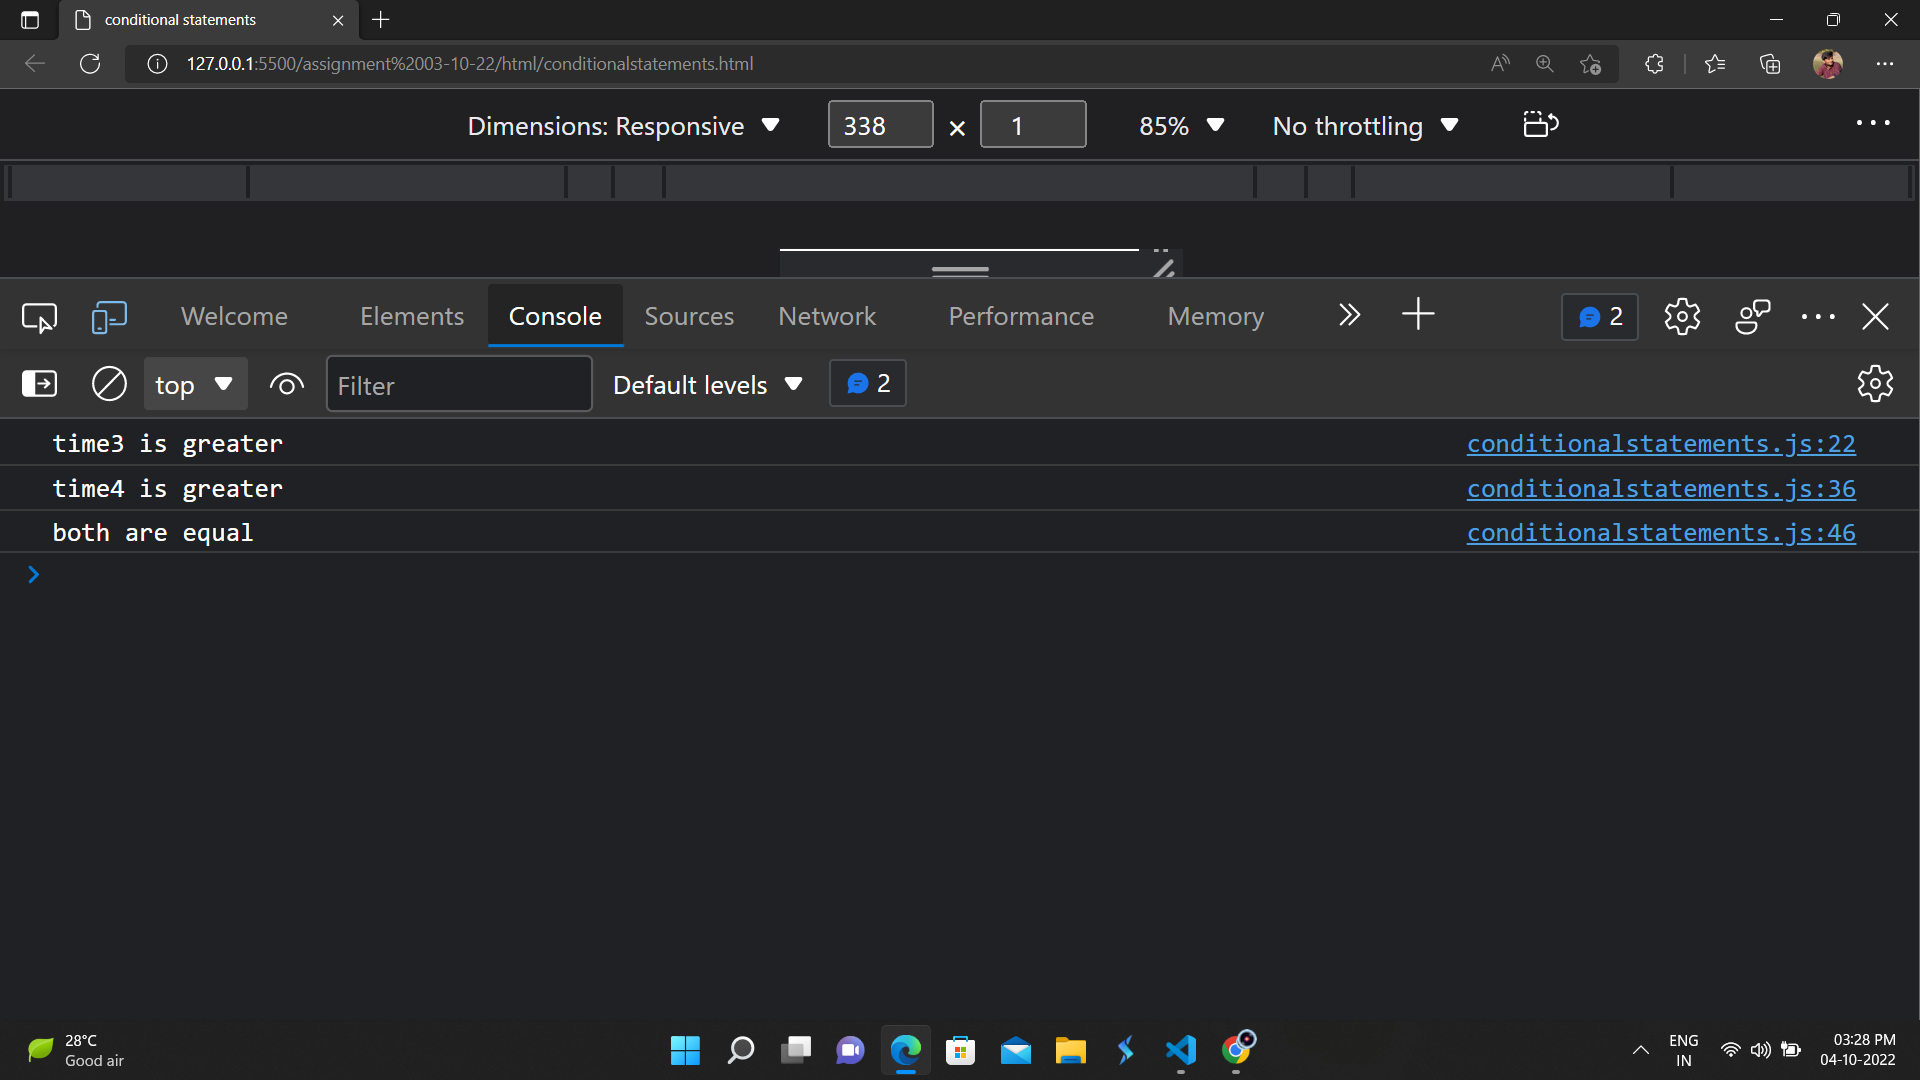 conditional statements
127.0.0.1:5500/assignment%2003-10-22/html/conditionalstatements.html
Dimensions: Responsive 338 × 1 85% No throttling
Welcome Elements Console Sources Network Performance Memory 2
top Filter Default levels 2
time3 is greater conditionalstatements.js:22
time4 is greater conditionalstatements.js:36
both are equal conditionalstatements.js:46
28°C ENG 03:28 PM
Good air IN 04-10-2022